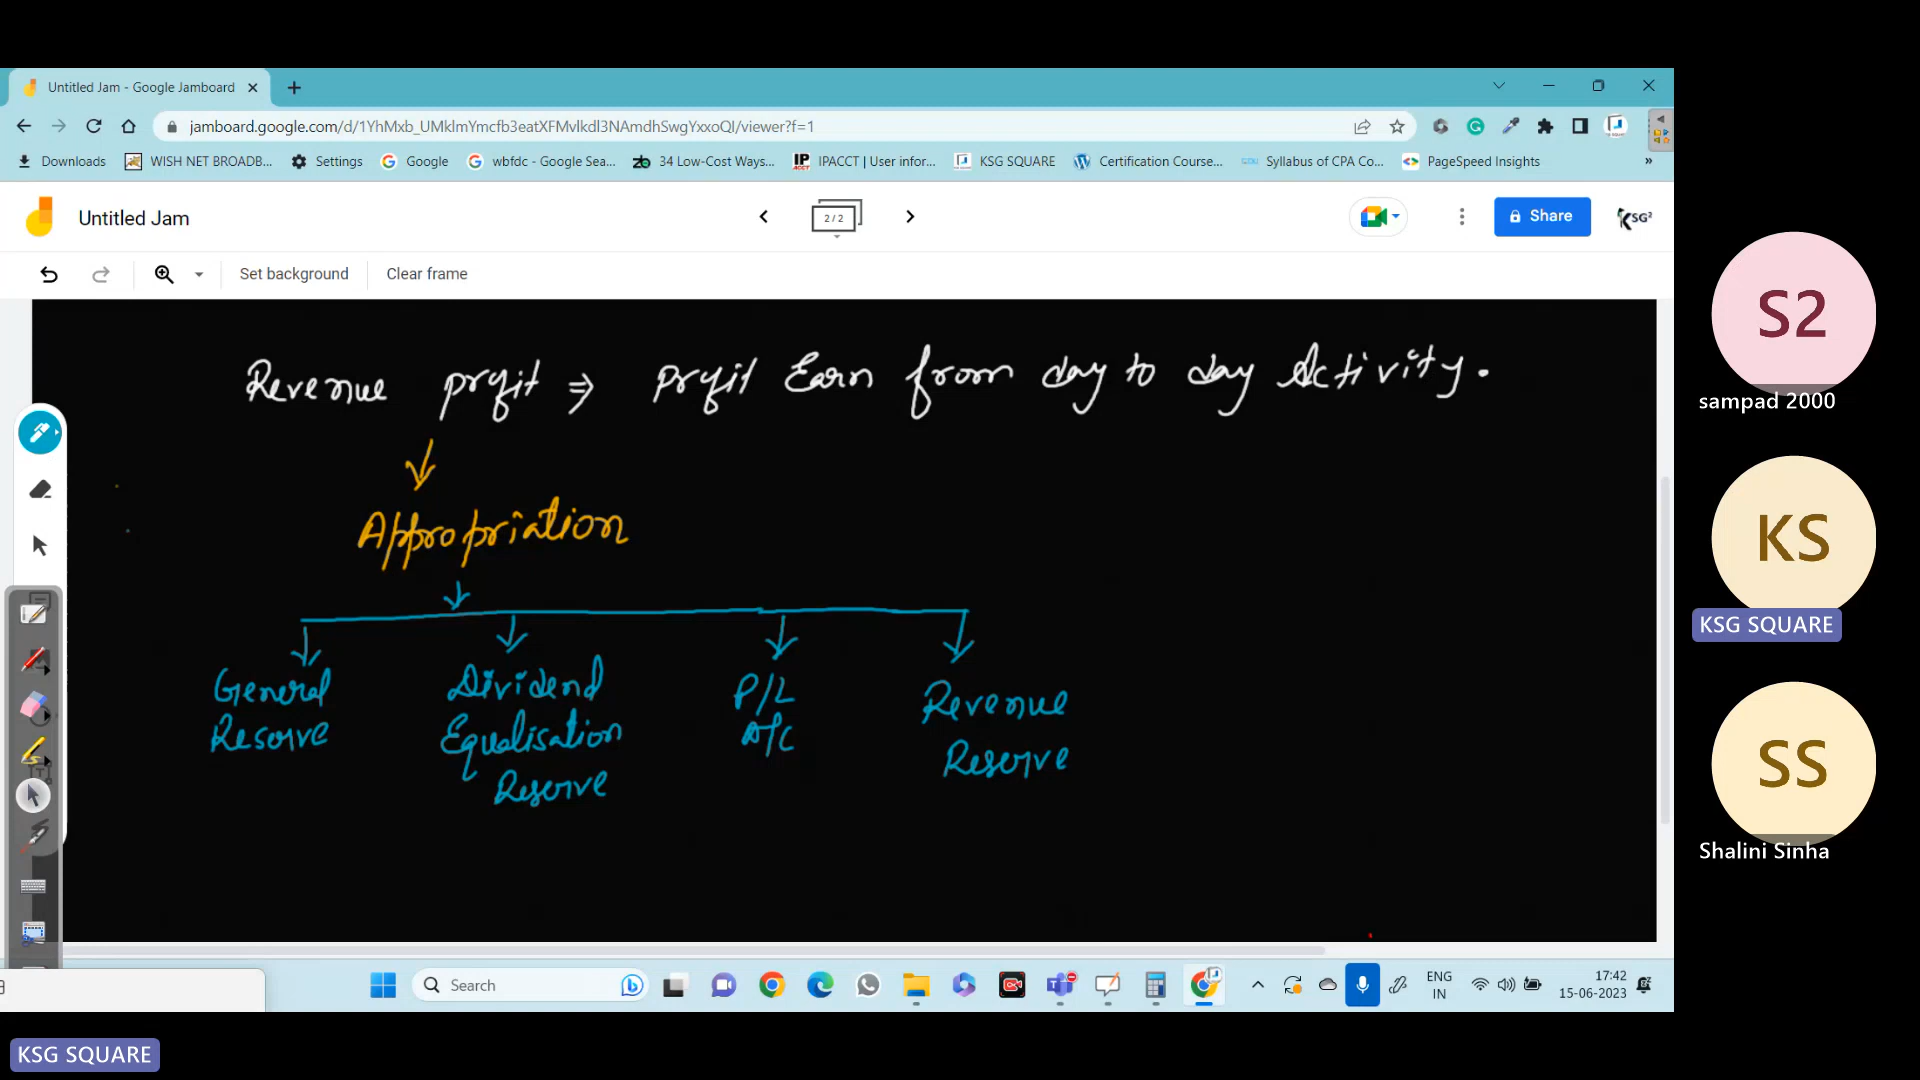 Untitled Jam - Google Jamboard
jamboard.google.com/d/1YhMxb_UMklmYmcfb3eatXFMvlkdl3NAmdhSwgYxxoQI/viewer?f=1
Downloads WISH NET BROADB... Settings Google wbfdc - Google Sea... 34 Low-Cost Ways... IPACCT | User infor... KSG SQUARE Certification Course... Syllabus of CPA Co... PageSpeed Insights »
Untitled Jam 2 / 2 Share KSG²
Set background Clear frame
Revenue profit ⇒ Profit Earn from day to day Activity.
Appropriation
General Reserve
Dividend Equalisation Reserve
P/L A/C
Revenue Reserve
S2
sampad 2000
KS
KSG SQUARE
SS
Shalini Sinha
Search
ENG IN
17:42
15-06-2023
KSG SQUARE